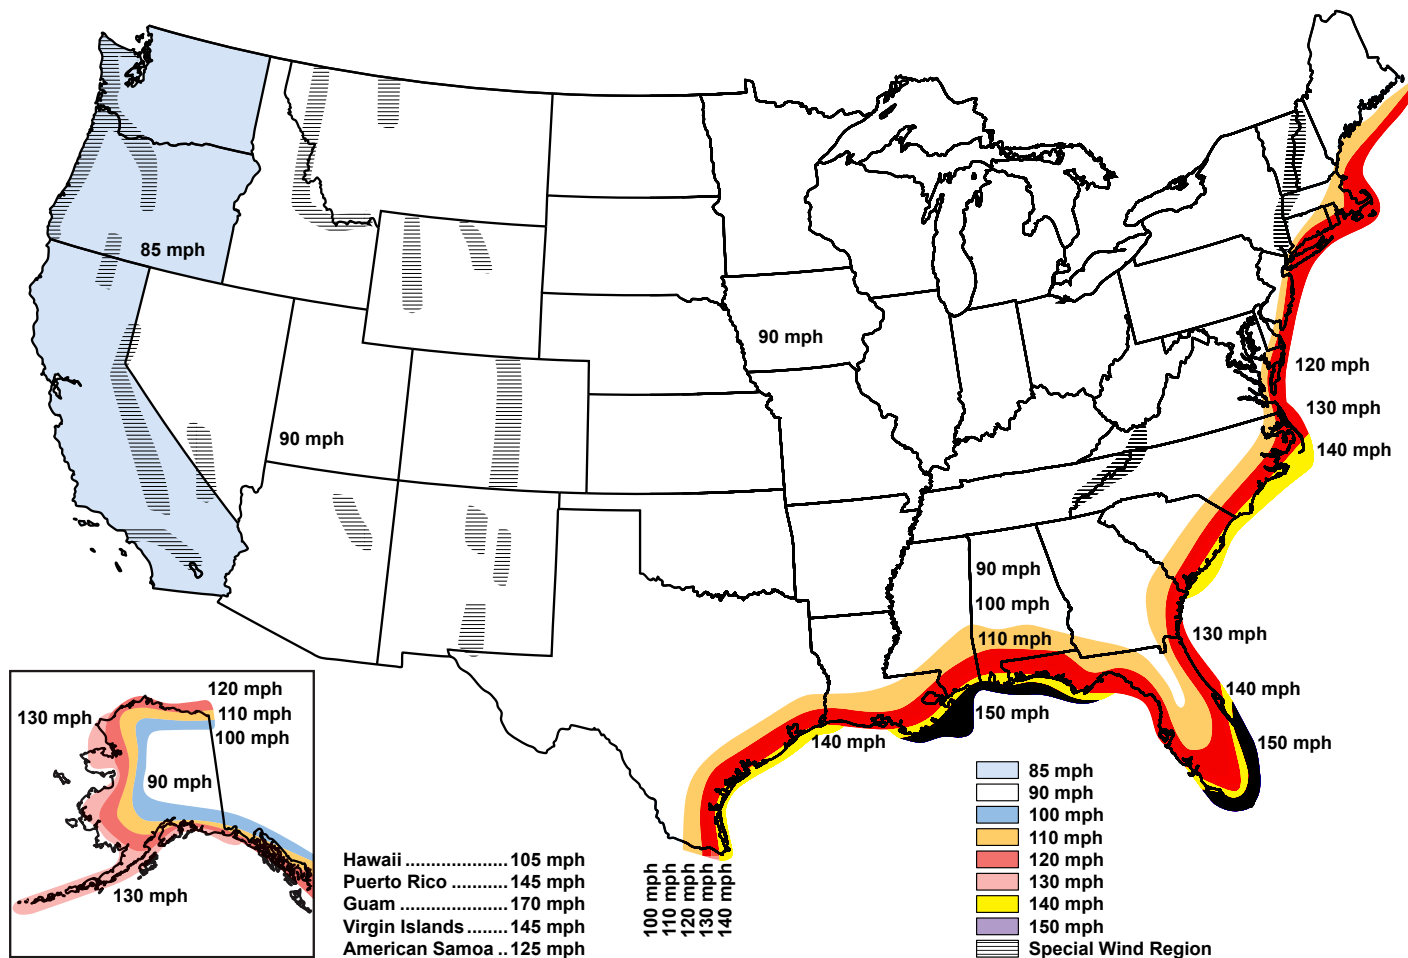 85 mph
90 mph
90 mph
120 mph
130 mph
140 mph
90 mph
100 mph
110 mph
130 mph
140 mph
150 mph
150 mph
140 mph
120 mph
110 mph
100 mph
130 mph
90 mph
130 mph
Hawaii ................... 105 mph
Puerto Rico ........... 145 mph
Guam .................... 170 mph
Virgin Islands ........ 145 mph
American Samoa .. 125 mph
100 mph
110 mph
120 mph
130 mph
140 mph
85 mph
90 mph
100 mph
110 mph
120 mph
130 mph
140 mph
150 mph
Special Wind Region